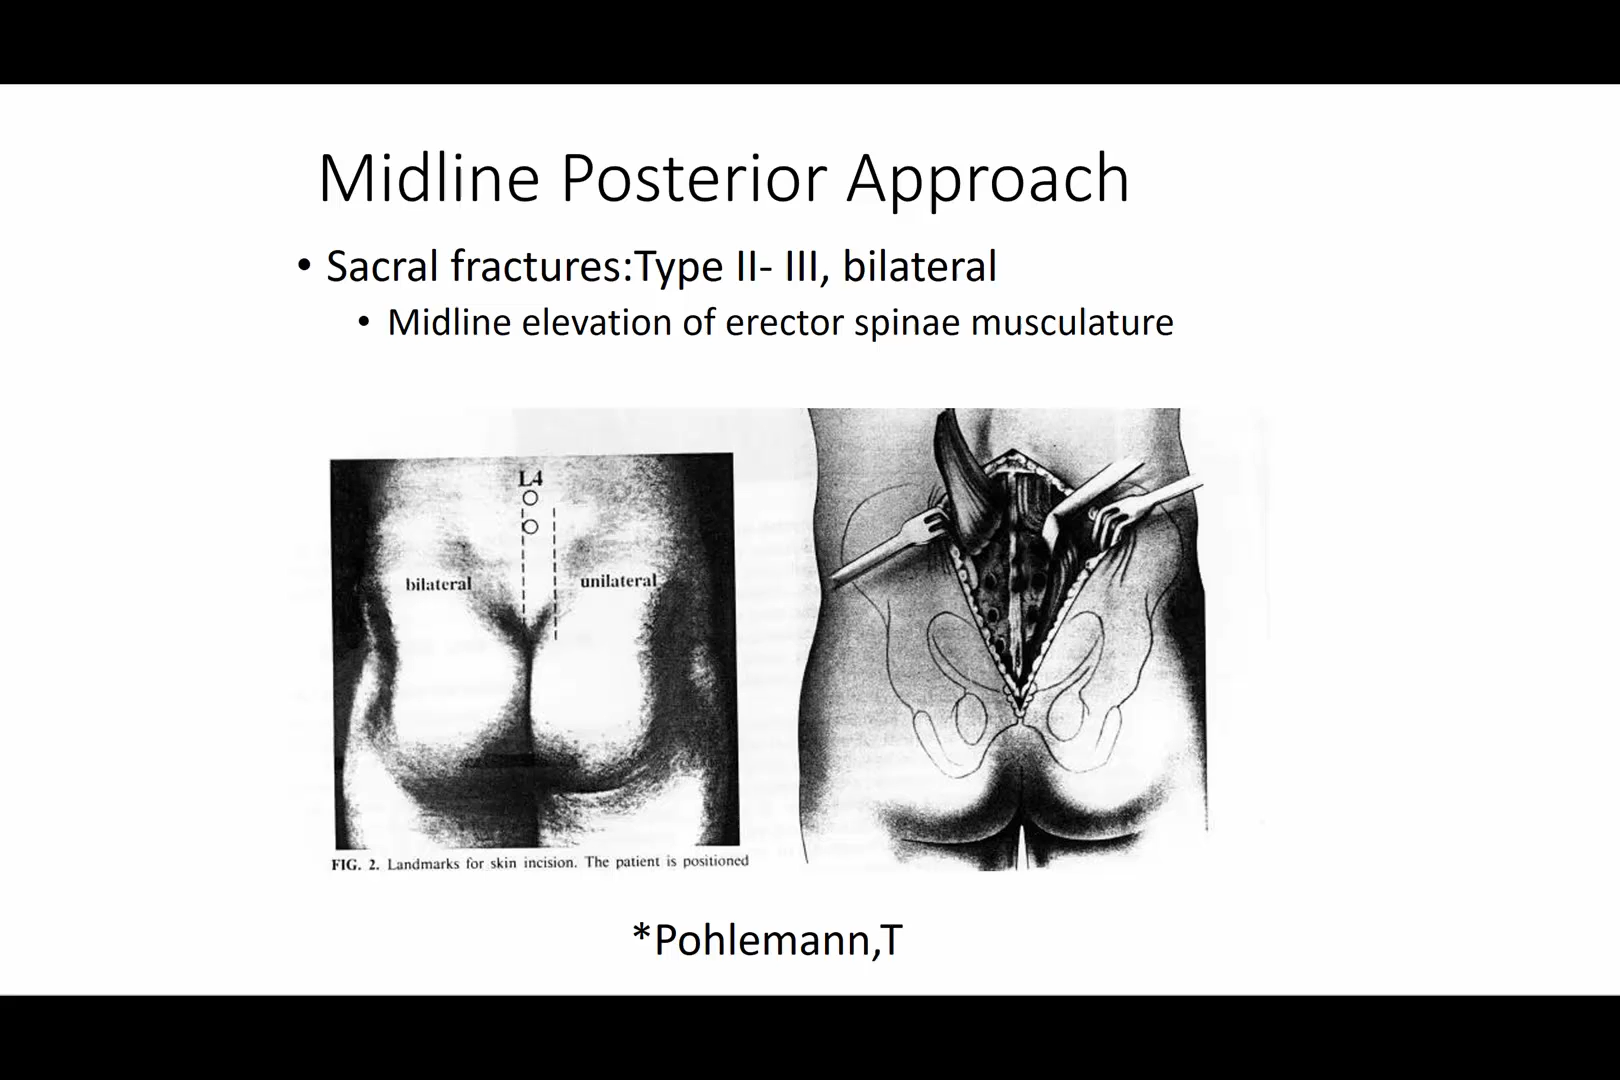 Midline Posterior Approach
• Sacral fractures:Type II- III, bilateral
• Midline elevation of erector spinae musculature
L4
bilateral
unilateral
FIG. 2. Landmarks for skin incision. The patient is positioned
*Pohlemann,T